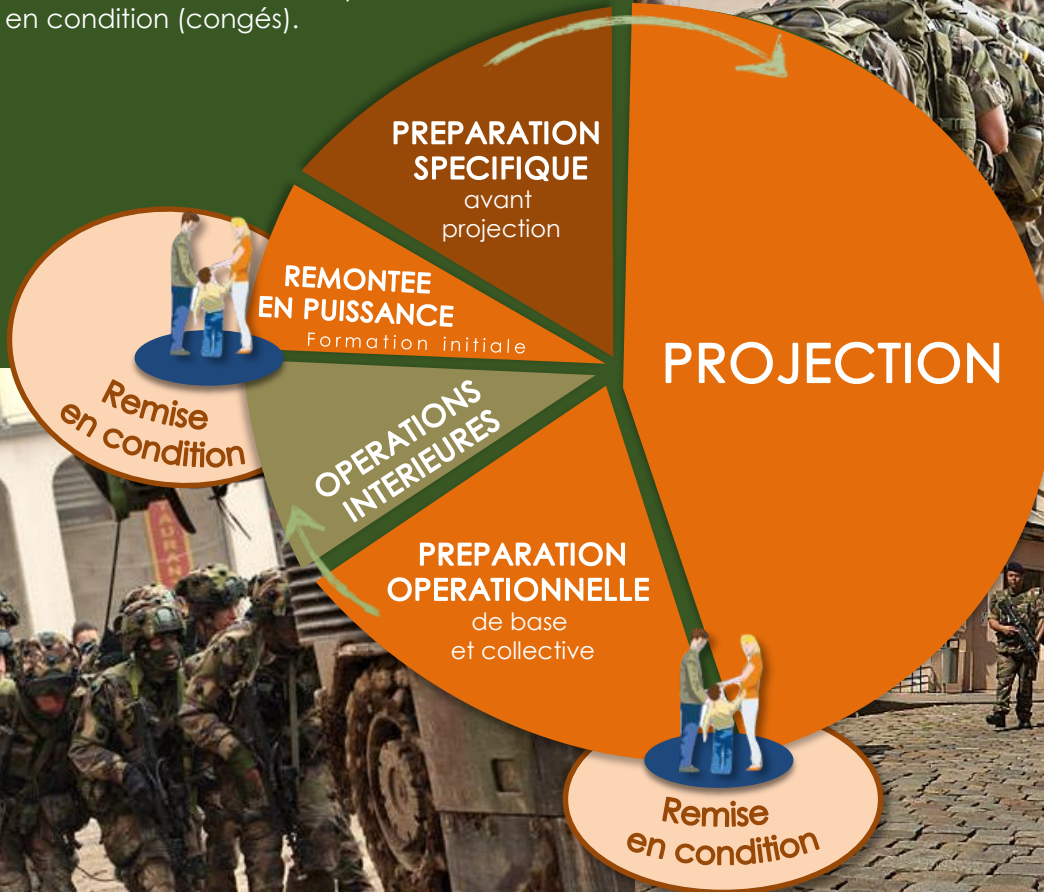 en condition (congés).
PREPARATION
SPECIFIQUE
avant
projection
REMONTEE
EN PUISSANCE
Formation initiale
PROJECTION
Remise
en condition
OPERATIONS
INTERIEURES
PREPARATION
OPERATIONNELLE
de base
et collective
Remise
en condition